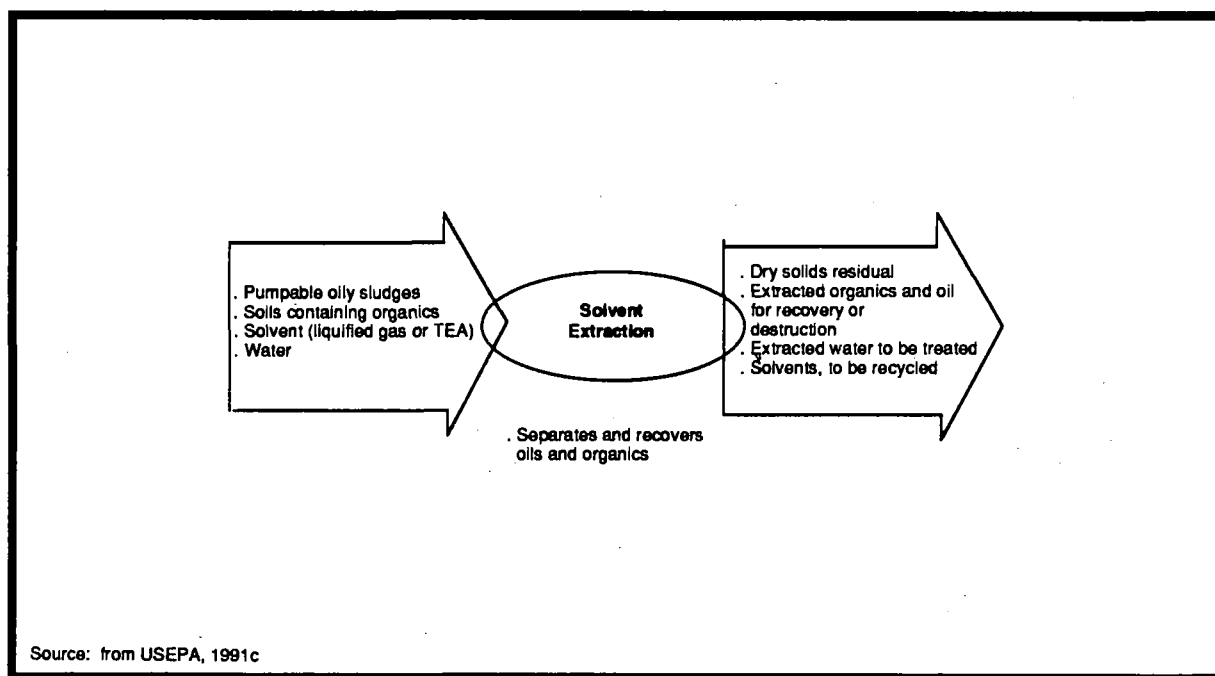 . Pumpable oily sludges
. Soils containing organics
. Solvent (liquified gas or TEA)
. Water
Solvent
Extraction
. Separates and recovers
oils and organics
. Dry solids residual
. Extracted organics and oil
for recovery or
destruction
. Extracted water to be treated
. Solvents, to be recycled
Source: from USEPA, 1991c